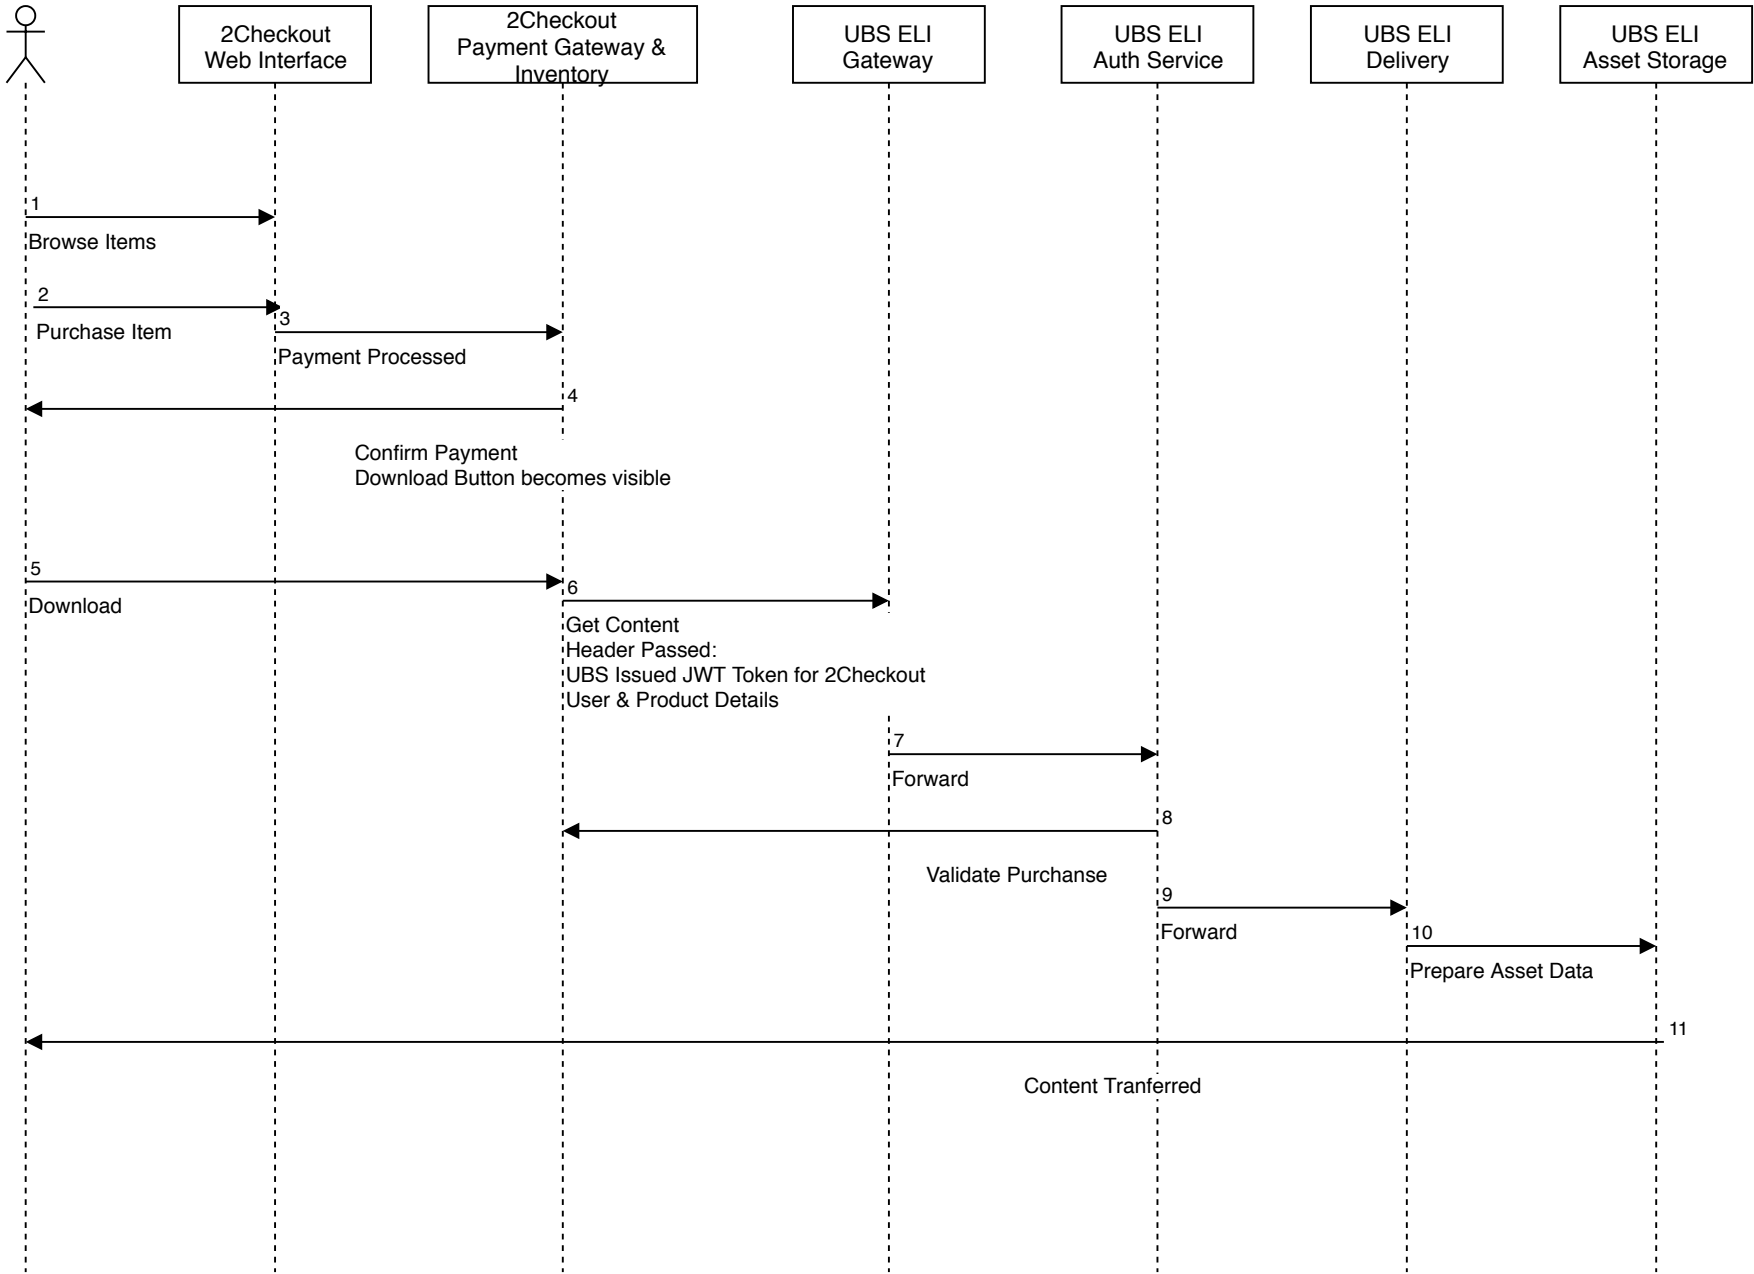 2Checkout
Web Interface
2Checkout
Payment Gateway &
Inventory
UBS ELI
Gateway
UBS ELI
Auth Service
UBS ELI
Delivery
UBS ELI
Asset Storage
1
Browse Items
2
Purchase Item
3
Payment Processed
4
Confirm Payment
Download Button becomes visible
5
Download
6
Get Content
Header Passed:
UBS Issued JWT Token for 2Checkout
User & Product Details
7
Forward
8
Validate Purchanse
9
Forward
10
Prepare Asset Data
11
Content Tranferred